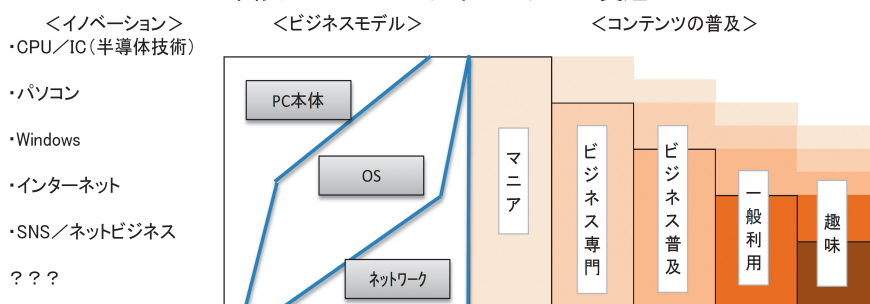 <イノベーション>
<ビジネスモデル>
<コンテンツの普及>
・CPU／IC（半導体技術）
・パソコン
・Windows
・インターネット
・SNS／ネットビジネス
？？？
PC本体
OS
ネットワーク
マニア
ビジネス専門
ビジネス普及
一般利用
趣味